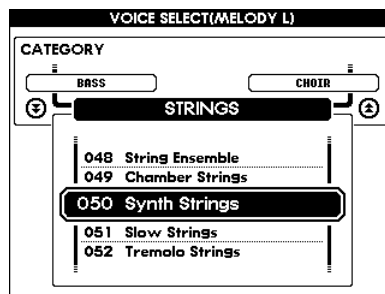 VOICE SELECT(MELODY L)
CATEGORY
BASS CHOIR
STRINGS
048 String Ensemble
049 Chamber Strings
050 Synth Strings
051 Slow Strings
052 Tremolo Strings